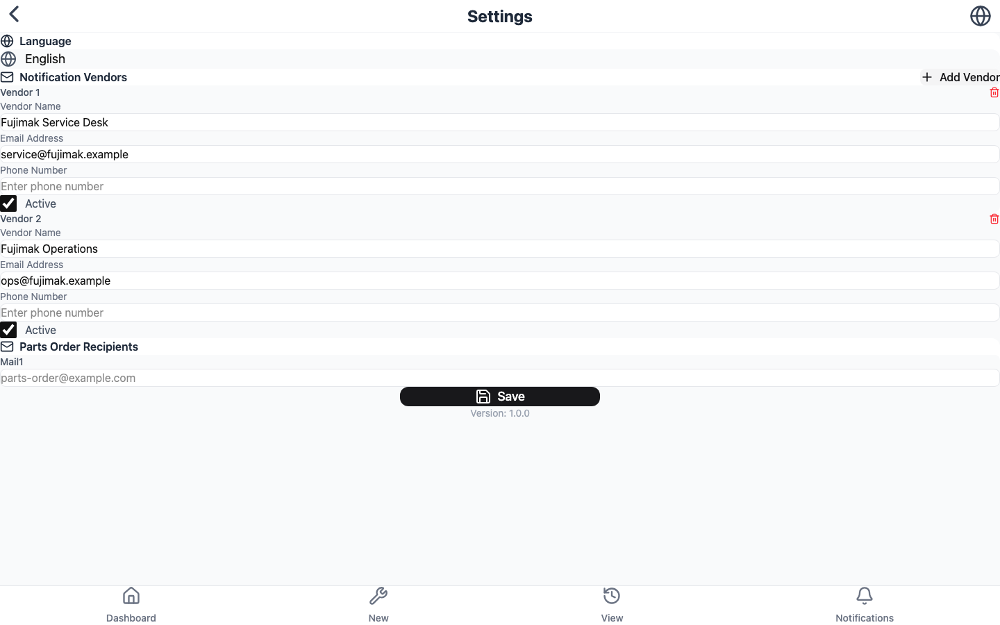 Settings
Language
English
Notification Vendors
Add Vendor
Vendor 1
Vendor Name
Fujimak Service Desk
Email Address
service@fujimak.example
Phone Number
Enter phone number
Active
Vendor 2
Vendor Name
Fujimak Operations
Email Address
ops@fujimak.example
Phone Number
Enter phone number
Active
Parts Order Recipients
Mail1
parts-order@example.com
Save
Version: 1.0.0
Dashboard
New
View
Notifications